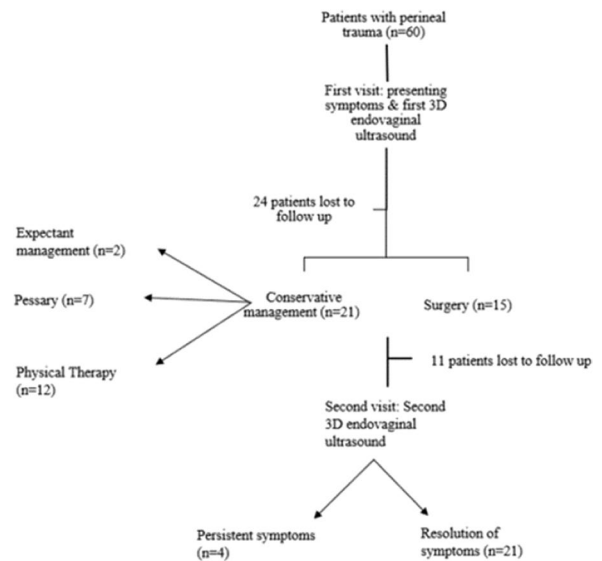 Patients with perineal
trauma (n=60)
First visit: presenting
symptoms & first 3D
endovaginal
ultrasound
24 patients lost to
follow up
Expectant
management (n=2)
Pessary (n=7)
Physical Therapy
(n=12)
Conservative
management (n=21)
Surgery (n=15)
11 patients lost to follow up
Second visit: Second
3D endovaginal
ultrasound
Persistent symptoms
(n=4)
Resolution of
symptoms (n=21)